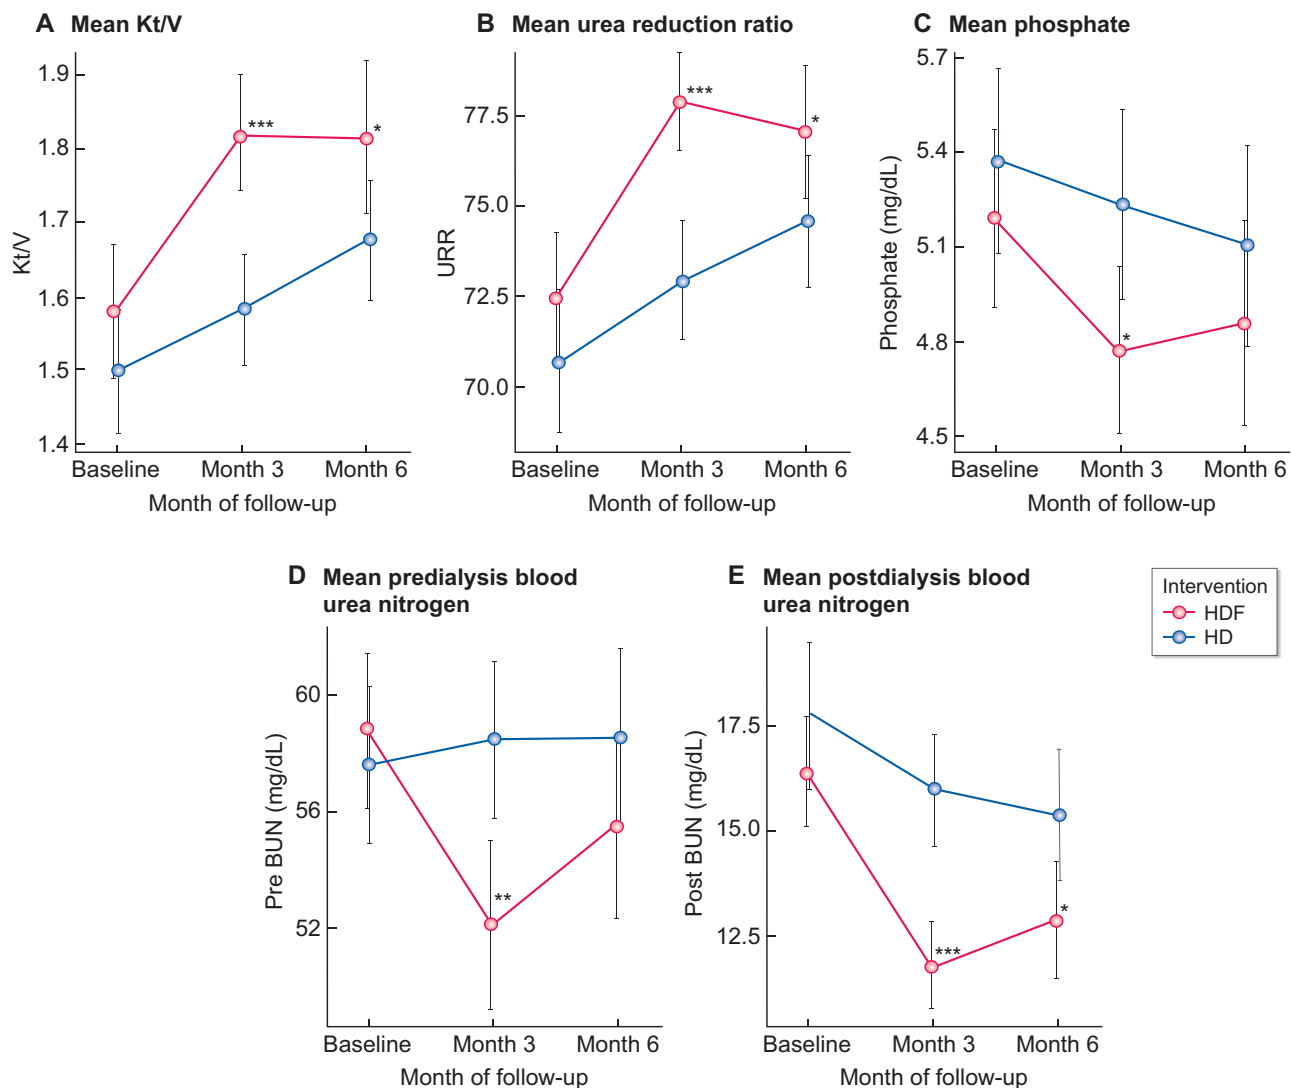 A Mean Kt/V
1.9
1.8
1.7
1.6
1.5
1.4
Kt/V
***
*
Baseline Month 3 Month 6
Month of follow-up
B Mean urea reduction ratio
77.5
75.0
72.5
70.0
URR
***
*
Baseline Month 3 Month 6
Month of follow-up
C Mean phosphate
5.7
5.4
5.1
4.8
4.5
Phosphate (mg/dL)
*
Baseline Month 3 Month 6
Month of follow-up
D Mean predialysis blood
urea nitrogen
60
56
52
Pre BUN (mg/dL)
**
Baseline Month 3 Month 6
Month of follow-up
E Mean postdialysis blood
urea nitrogen
17.5
15.0
12.5
Post BUN (mg/dL)
***
*
Baseline Month 3 Month 6
Month of follow-up
Intervention
HDF
HD